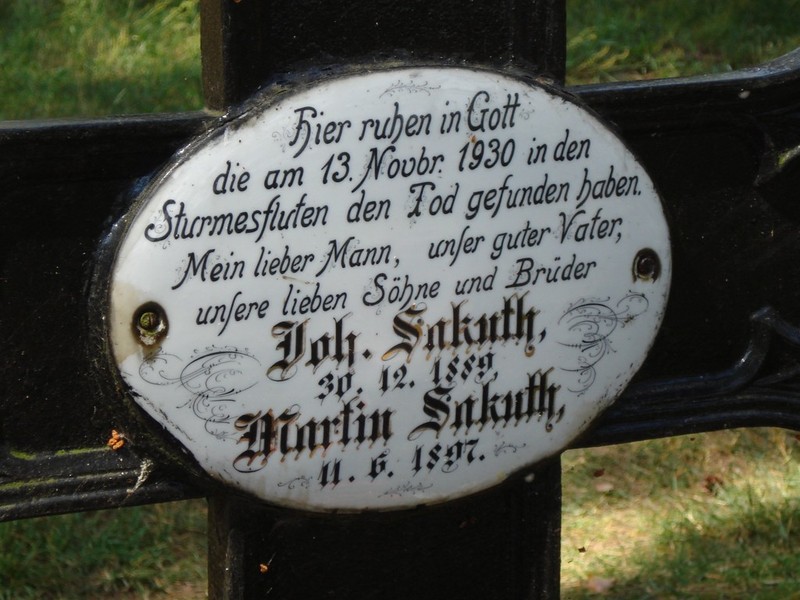 Hier ruhen in Gott
die am 13. Novbr. 1930 in den
Sturmesfluten den Tod gefunden haben.
Mein lieber Mann, unſer guter Vater,
unſere lieben Söhne und Brüder
Joh. Sakuth,
30. 12. 1889,
Martin Sakuth,
11. 6. 1897.